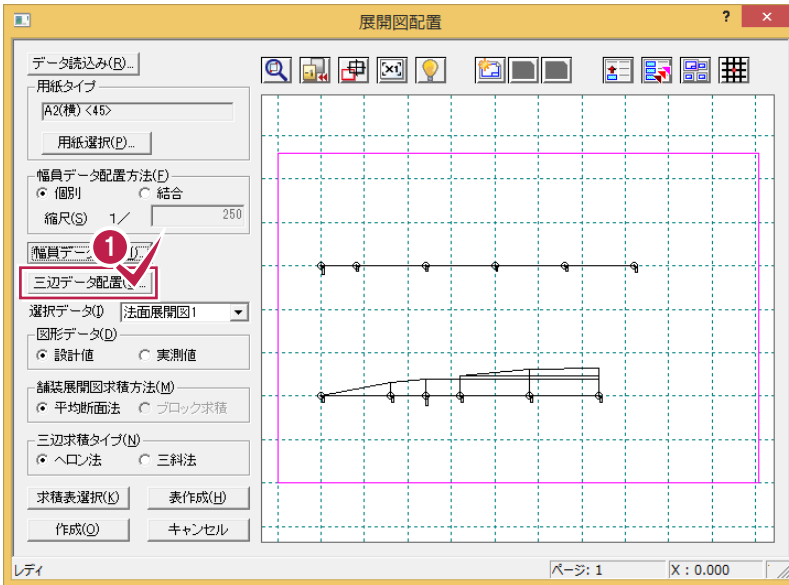 展開図配置
?
×
データ読込み(R)...
×1
用紙タイプ
A2(横) <45>
用紙選択(P)...
幅員データ配置方法(F)
個別
結合
縮尺(S) 1/ 250
幅員デー
1
三辺データ配置
選択データ(I) 法面展開図1
図形データ(D)
設計値
実測値
舗装展開図求積方法(M)
平均断面法
ブロック求積
三辺求積タイプ(N)
ヘロン法
三斜法
求積表選択(K)
表作成(H)
作成(O)
キャンセル
レディ
ページ: 1
X : 0.000